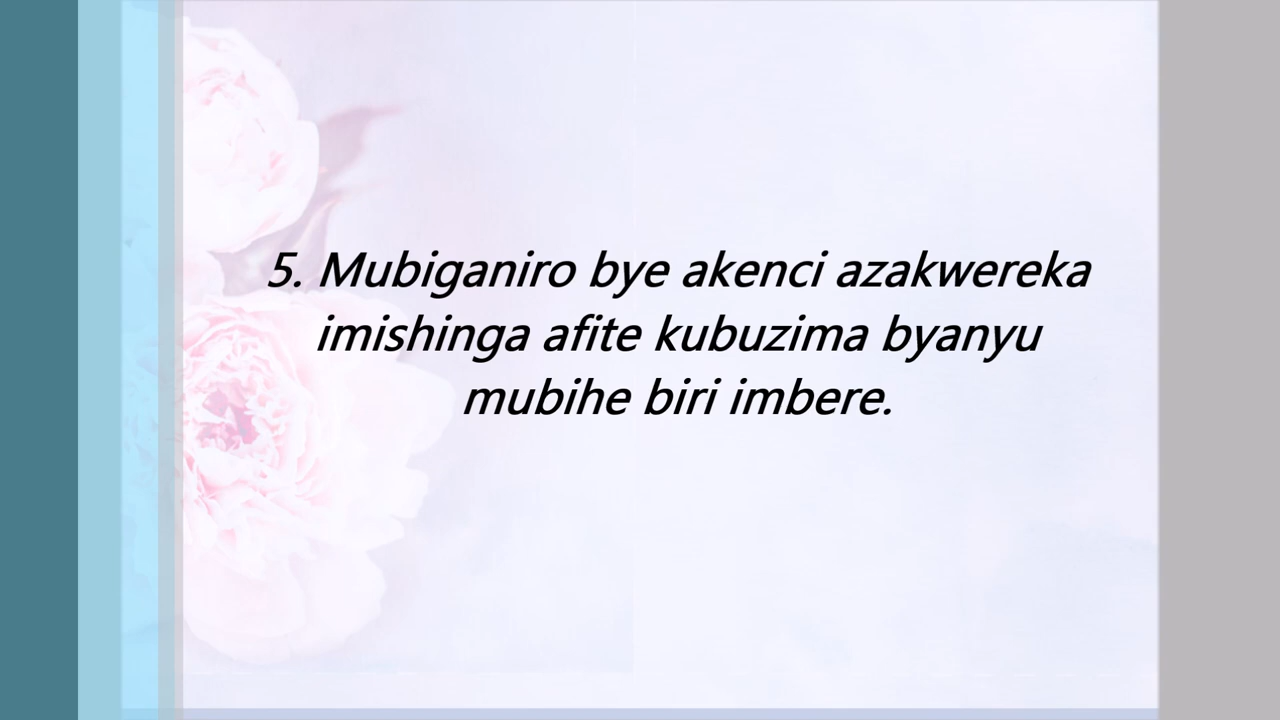 5. Mubiganiro bye akenci azakwereka
imishinga afite kubuzima byanyu
mubihe biri imbere.